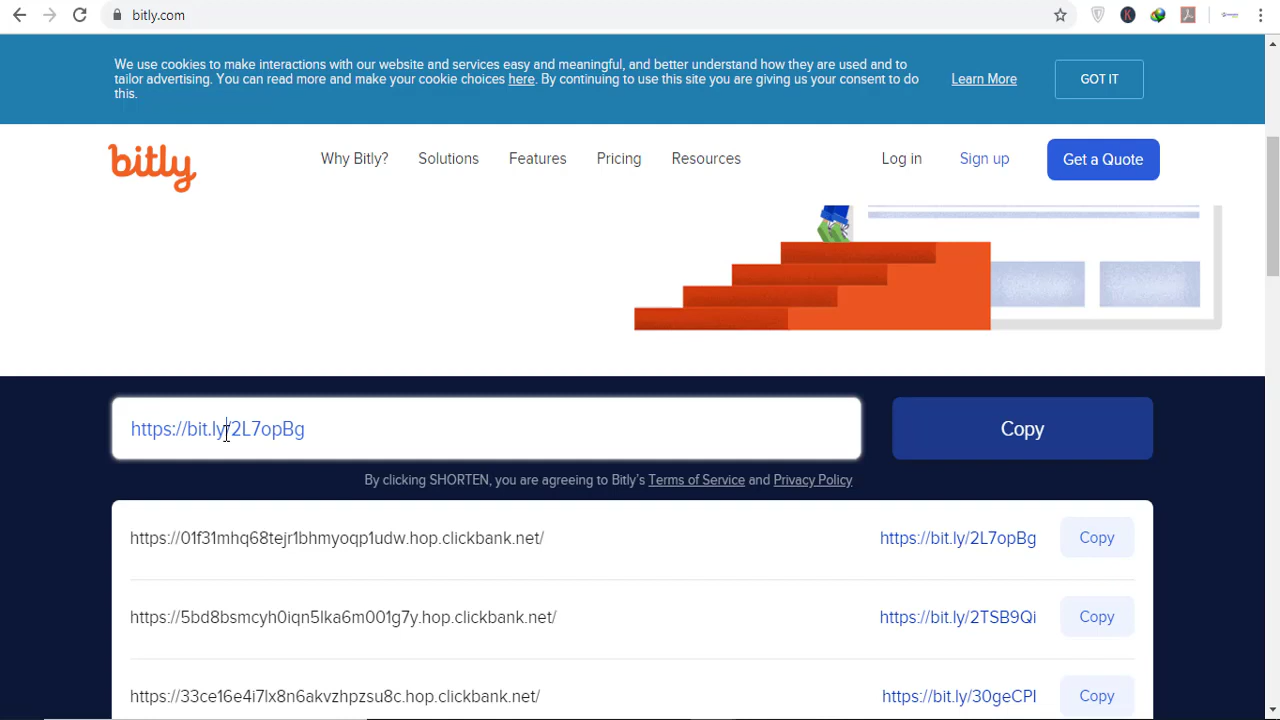 bitly.com
We use cookies to make interactions with our website and services easy and meaningful, and better understand how they are used and to
tailor advertising. You can read more and make your cookie choices here. By continuing to use this site you are giving us your consent to do
this.
Learn More
GOT IT
bitly
Why Bitly?
Solutions
Features
Pricing
Resources
Log in
Sign up
Get a Quote
https://bit.ly/2L7opBg
Copy
By clicking SHORTEN, you are agreeing to Bitly's Terms of Service and Privacy Policy
https://01f31mhq68tejr1bhmyoqp1udw.hop.clickbank.net/
https://bit.ly/2L7opBg
Copy
https://5bd8bsmcyh0iqn5lka6m001g7y.hop.clickbank.net/
https://bit.ly/2TSB9Qi
Copy
https://33ce16e4i7lx8n6akvzhpzsu8c.hop.clickbank.net/
https://bit.ly/30geCPI
Copy